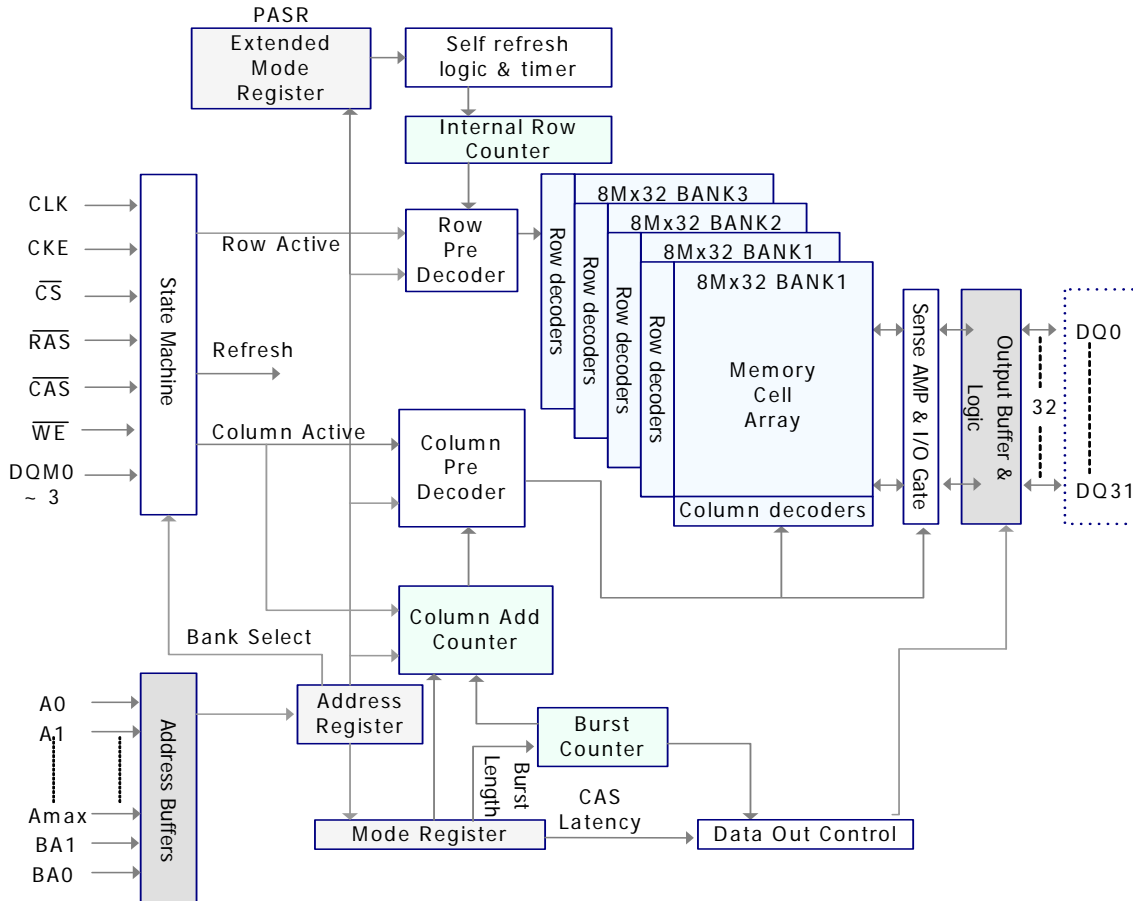 PASR
Extended
Mode
Register
Self refresh
logic & timer
Internal Row
Counter
CLK
CKE
C̅S̅
R̅A̅S̅
C̅A̅S̅
W̅E̅
DQM0
~ 3
State Machine
Row Active
Refresh
Column Active
Row
Pre
Decoder
Column
Pre
Decoder
Row decoders
Row decoders
Row decoders
Row decoders
8Mx32 BANK3
8Mx32 BANK2
8Mx32 BANK1
8Mx32 BANK1
Memory
Cell
Array
Column decoders
Sense AMP & I/O Gate
Output Buffer &
Logic
DQ0
32
DQ31
Column Add
Counter
Bank Select
A0
A1
Amax
BA1
BA0
Address Buffers
Address
Register
Burst
Counter
Burst
Length
CAS
Latency
Mode Register
Data Out Control